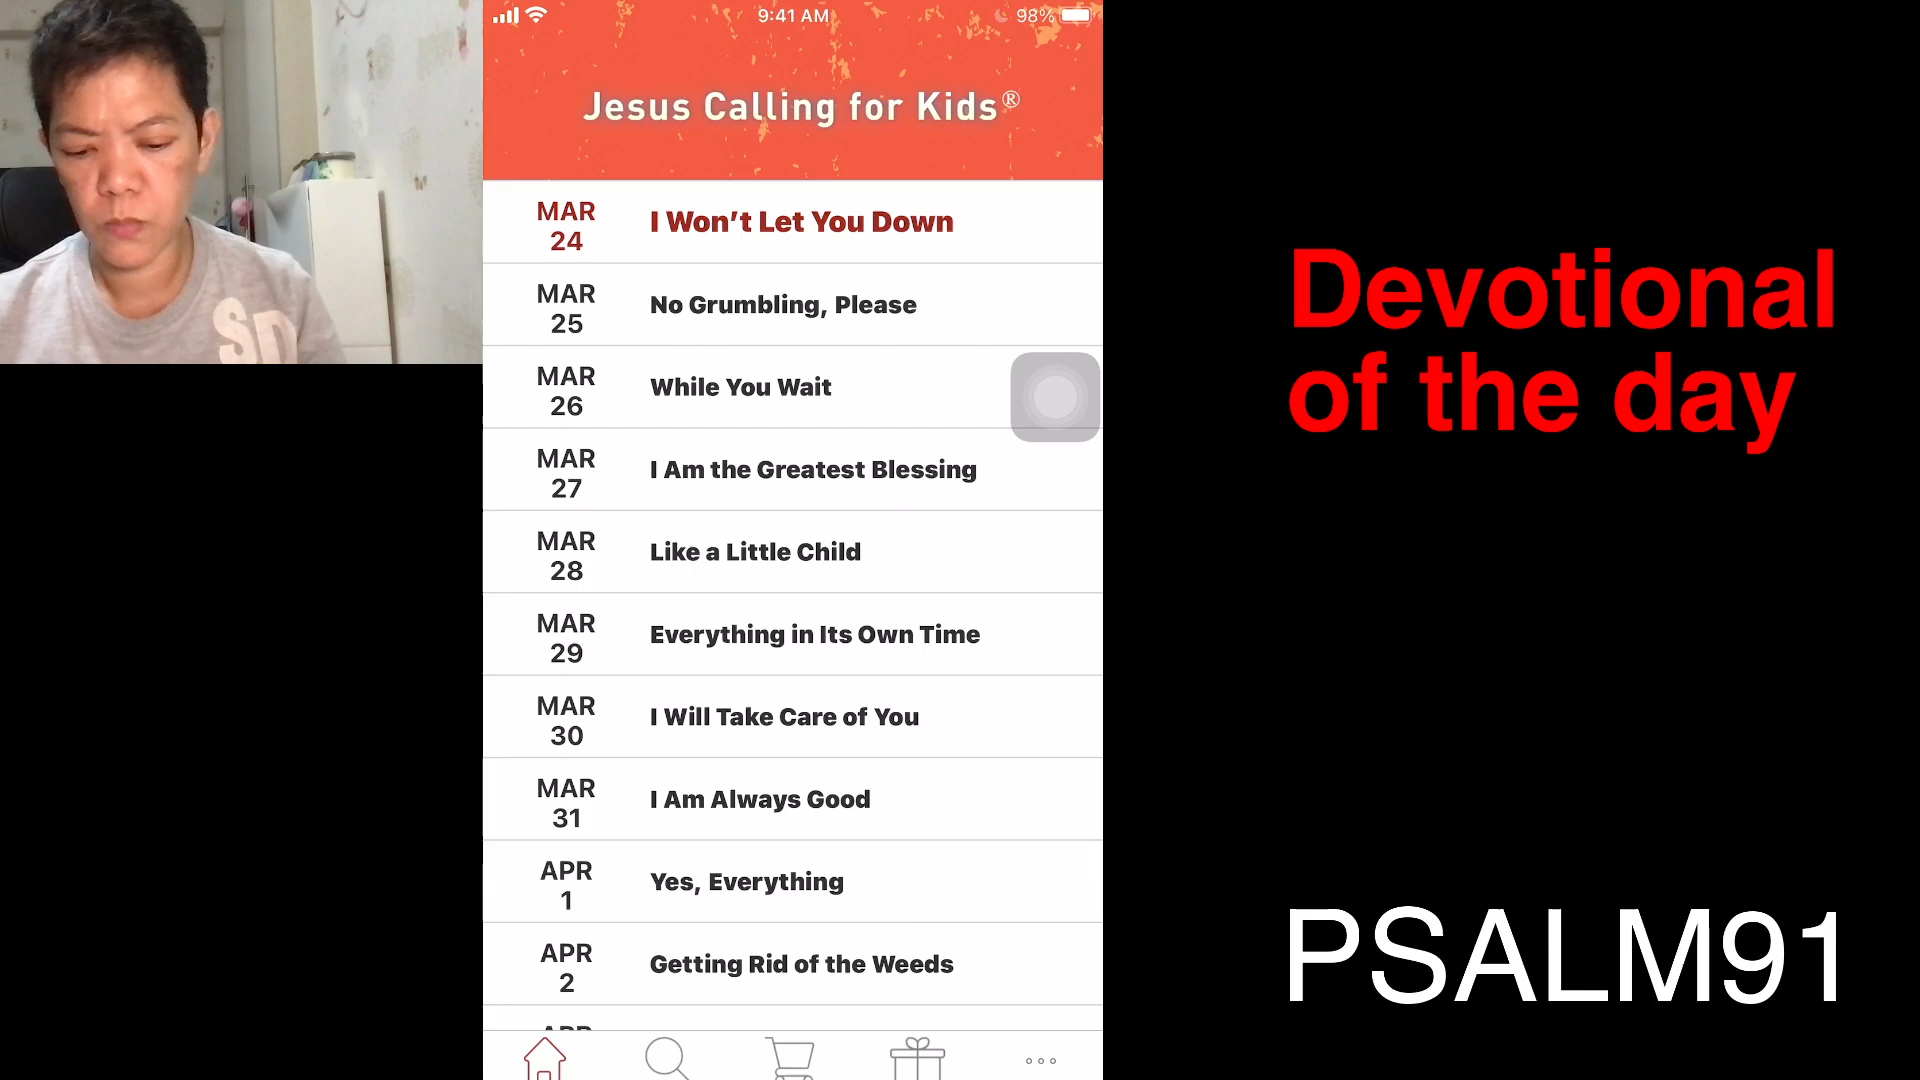 9:41 AM
98%
Jesus Calling for Kids®
MAR
24
I Won’t Let You Down
MAR
25
No Grumbling, Please
MAR
26
While You Wait
MAR
27
I Am the Greatest Blessing
MAR
28
Like a Little Child
MAR
29
Everything in Its Own Time
MAR
30
I Will Take Care of You
MAR
31
I Am Always Good
APR
1
Yes, Everything
APR
2
Getting Rid of the Weeds
SD
Devotional
of the day
PSALM91